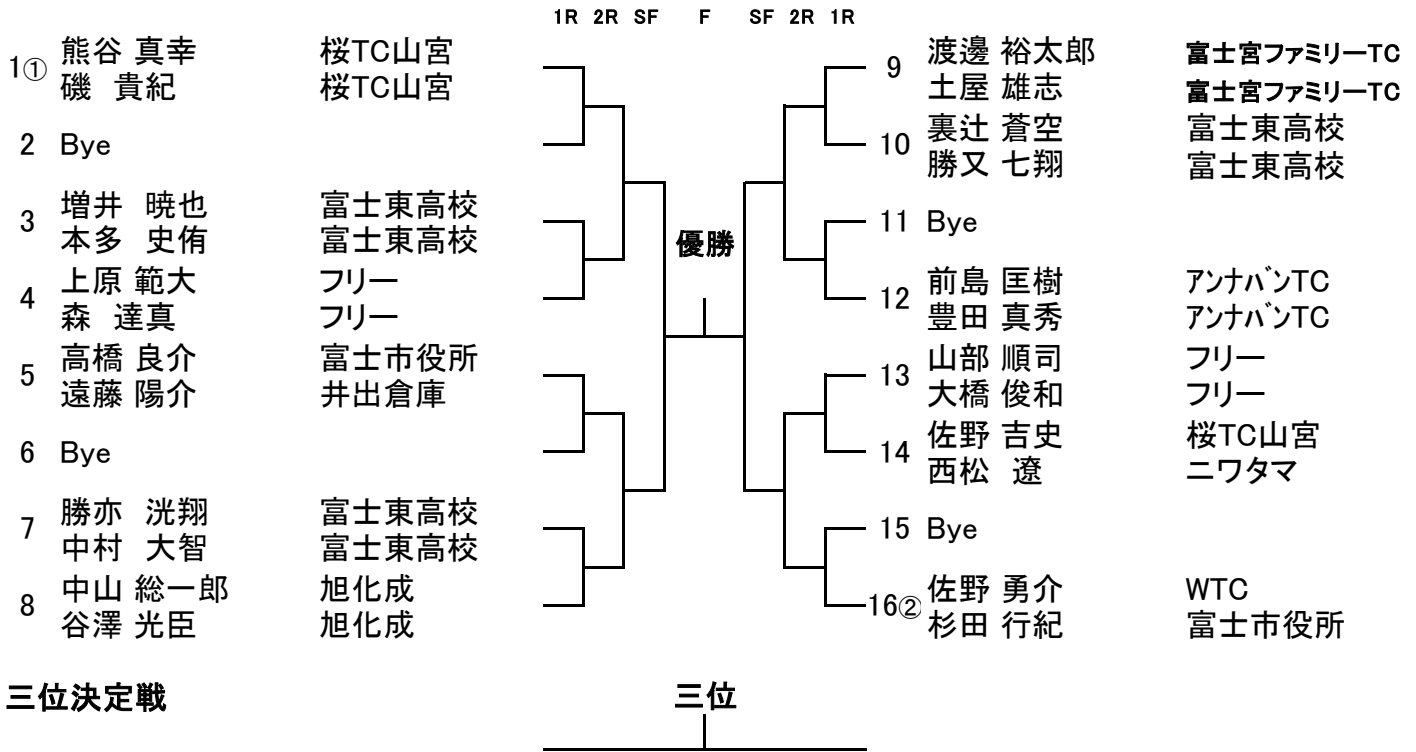 1R 2R SF F SF 2R 1R
1① 熊谷 真幸 桜TC山宮
磯 貴紀 桜TC山宮
2 Bye
3 増井 暁也 富士東高校
本多 史侑 富士東高校
4 上原 範大 フリー
森 達真 フリー
5 高橋 良介 富士市役所
遠藤 陽介 井出倉庫
6 Bye
7 勝亦 洸翔 富士東高校
中村 大智 富士東高校
8 中山 総一郎 旭化成
谷澤 光臣 旭化成
優勝
9 渡邊 裕太郎 富士宮ファミリーTC
土屋 雄志 富士宮ファミリーTC
10 裏辻 蒼空 富士東高校
勝又 七翔 富士東高校
11 Bye
12 前島 匡樹 アンナバンTC
豊田 真秀 アンナバンTC
13 山部 順司 フリー
大橋 俊和 フリー
14 佐野 吉史 桜TC山宮
西松 遼 ニワタマ
15 Bye
16② 佐野 勇介 WTC
杉田 行紀 富士市役所
三位決定戦 三位